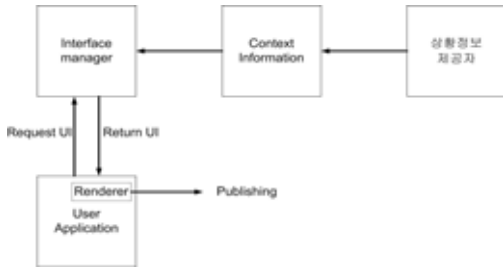 Interface
manager
Context
Information
상황정보
제공자
Request UI
Return UI
Renderer
Publishing
User
Application